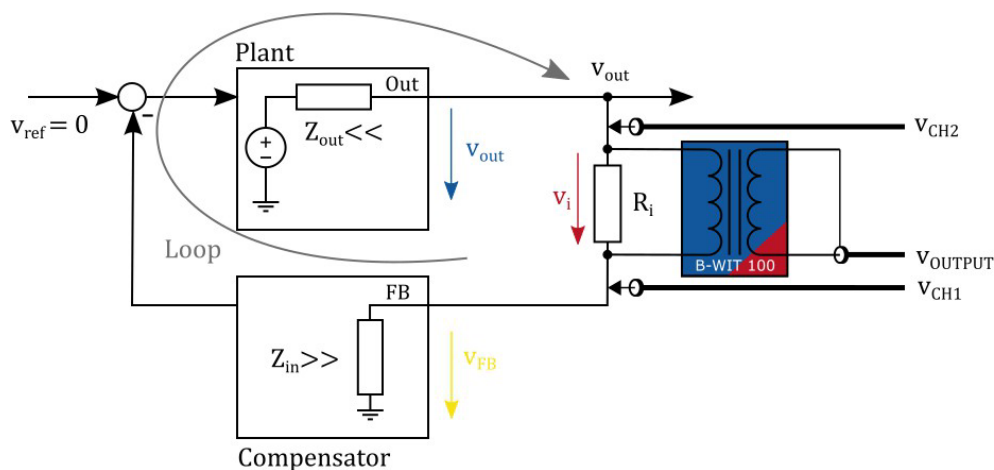 Plant
Out
v_out
v_ref = 0
-
Z_out<<
+
-
v_out
v_CH2
v_i
R_i
Loop
B-WIT 100
v_OUTPUT
v_CH1
FB
Z_in>>
v_FB
Compensator